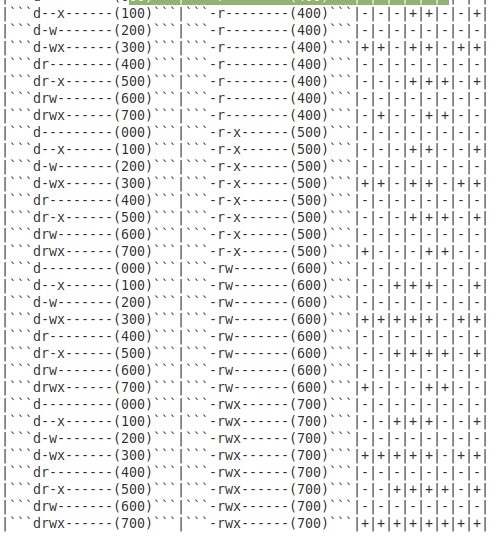 |```d--x------(100)```|```-r--------(400)```|-|-|-|+|+|-|-|+|
|```d-w-------(200)```|```-r--------(400)```|-|-|-|-|-|-|-|-|
|```d-wx------(300)```|```-r--------(400)```|+|+|-|+|+|-|+|+|
|```dr--------(400)```|```-r--------(400)```|-|-|-|-|-|-|-|-|
|```dr-x------(500)```|```-r--------(400)```|-|-|-|+|+|+|-|+|
|```drw-------(600)```|```-r--------(400)```|-|-|-|-|-|-|-|-|
|```drwx------(700)```|```-r--------(400)```|-|+|-|-|+|+|-|-|
|```d---------(000)```|```-r-x------(500)```|-|-|-|-|-|-|-|-|
|```d--x------(100)```|```-r-x------(500)```|-|-|-|+|+|-|-|+|
|```d-w-------(200)```|```-r-x------(500)```|-|-|-|-|-|-|-|-|
|```d-wx------(300)```|```-r-x------(500)```|+|+|-|+|+|-|+|+|
|```dr--------(400)```|```-r-x------(500)```|-|-|-|-|-|-|-|-|
|```dr-x------(500)```|```-r-x------(500)```|-|-|-|+|+|+|-|+|
|```drw-------(600)```|```-r-x------(500)```|-|-|-|-|-|-|-|-|
|```drwx------(700)```|```-r-x------(500)```|+|-|-|-|+|+|-|-|
|```d---------(000)```|```-rw-------(600)```|-|-|-|-|-|-|-|-|
|```d--x------(100)```|```-rw-------(600)```|-|-|+|+|+|-|-|+|
|```d-w-------(200)```|```-rw-------(600)```|-|-|-|-|-|-|-|-|
|```d-wx------(300)```|```-rw-------(600)```|+|+|+|+|+|-|+|+|
|```dr--------(400)```|```-rw-------(600)```|-|-|-|-|-|-|-|-|
|```dr-x------(500)```|```-rw-------(600)```|-|-|+|+|+|+|-|+|
|```drw-------(600)```|```-rw-------(600)```|-|-|-|-|-|-|-|-|
|```drwx------(700)```|```-rw-------(600)```|+|-|-|-|+|+|-|-|
|```d---------(000)```|```-rwx------(700)```|-|-|-|-|-|-|-|-|
|```d--x------(100)```|```-rwx------(700)```|-|-|+|+|+|-|-|+|
|```d-w-------(200)```|```-rwx------(700)```|-|-|-|-|-|-|-|-|
|```d-wx------(300)```|```-rwx------(700)```|+|+|+|+|+|-|+|+|
|```dr--------(400)```|```-rwx------(700)```|-|-|-|-|-|-|-|-|
|```dr-x------(500)```|```-rwx------(700)```|-|-|+|+|+|+|-|+|
|```drw-------(600)```|```-rwx------(700)```|-|-|-|-|-|-|-|-|
|```drwx------(700)```|```-rwx------(700)```|+|+|+|+|+|+|+|+|